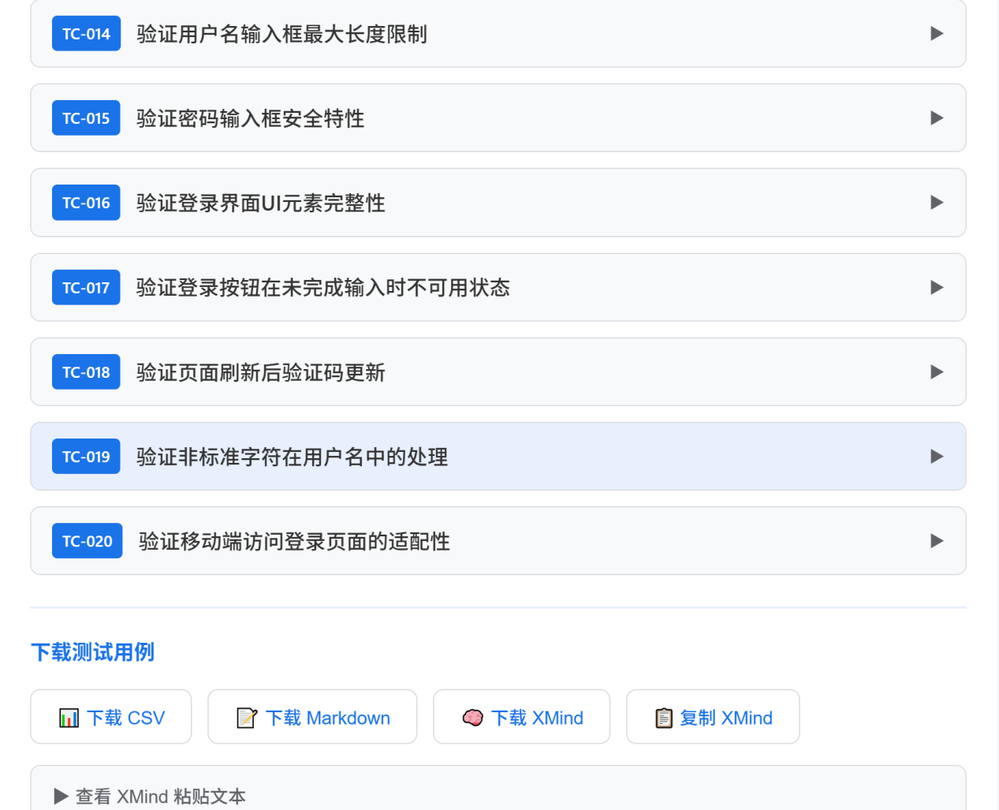 TC-014 验证用户名输入框最大长度限制
TC-015 验证密码输入框安全特性
TC-016 验证登录界面UI元素完整性
TC-017 验证登录按钮在未完成输入时不可用状态
TC-018 验证页面刷新后验证码更新
TC-019 验证非标准字符在用户名中的处理
TC-020 验证移动端访问登录页面的适配性
下载测试用例
下载 CSV 下载 Markdown 下载 XMind 复制 XMind
查看 XMind 粘贴文本